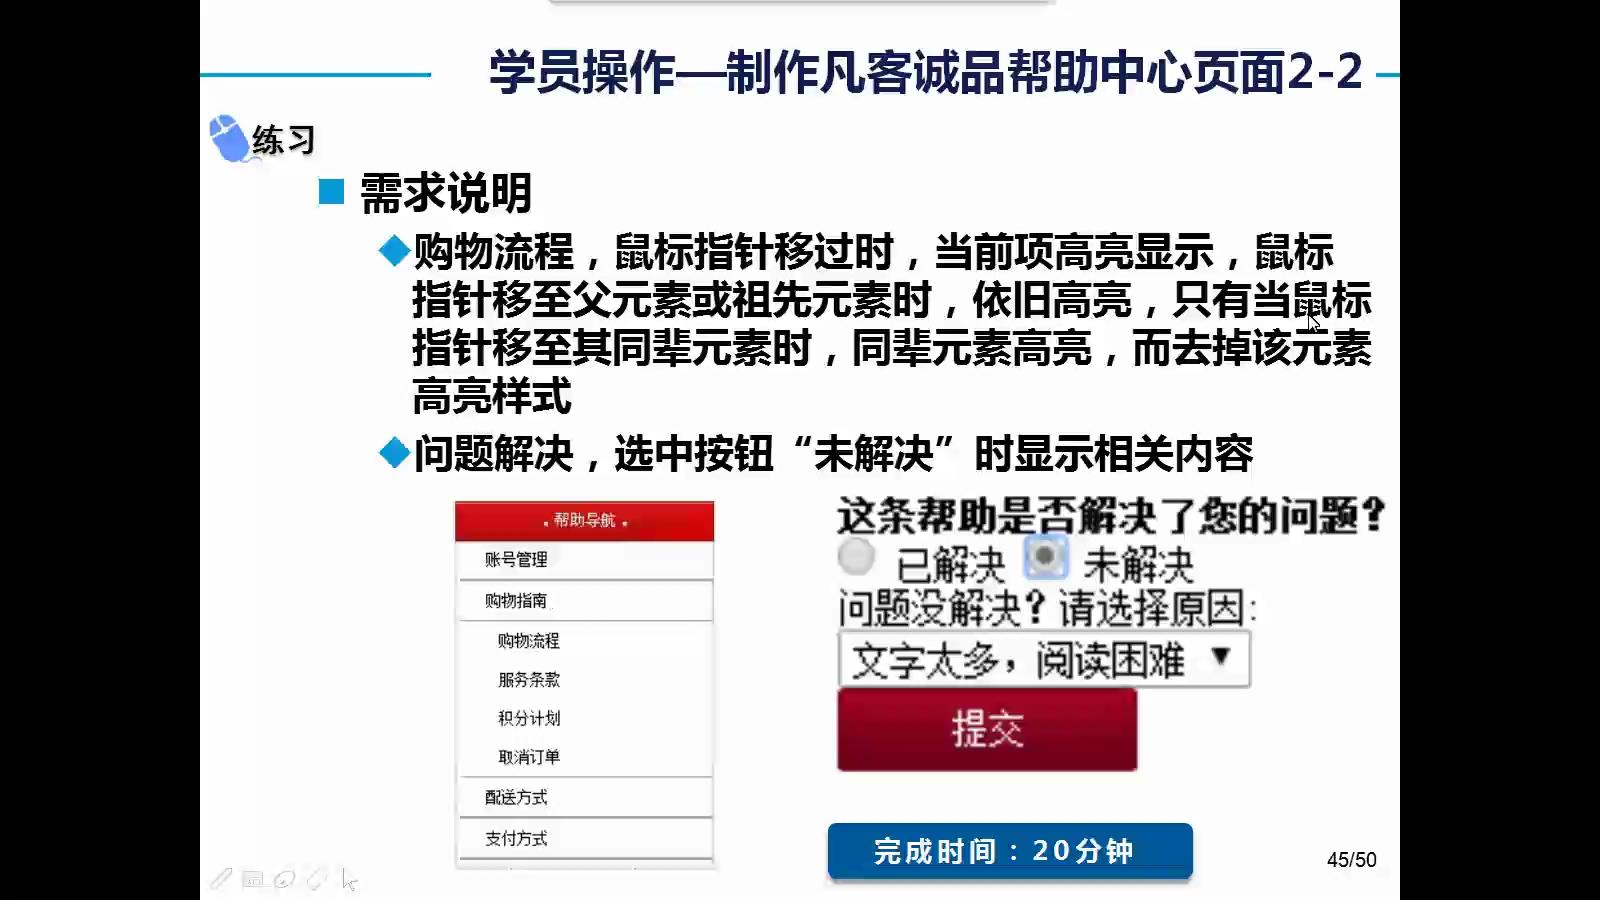 学员操作—制作凡客诚品帮助中心页面2-2
练习
需求说明
购物流程，鼠标指针移过时，当前项高亮显示，鼠标
指针移至父元素或祖先元素时，依旧高亮，只有当鼠标
指针移至其同辈元素时，同辈元素高亮，而去掉该元素
高亮样式
问题解决，选中按钮“未解决”时显示相关内容
.帮助导航.
账号管理
购物指南
购物流程
服务条款
积分计划
取消订单
配送方式
支付方式
这条帮助是否解决了您的问题?
已解决 未解决
问题没解决? 请选择原因:
文字太多，阅读困难 ▼
提交
完成时间：20分钟
45/50